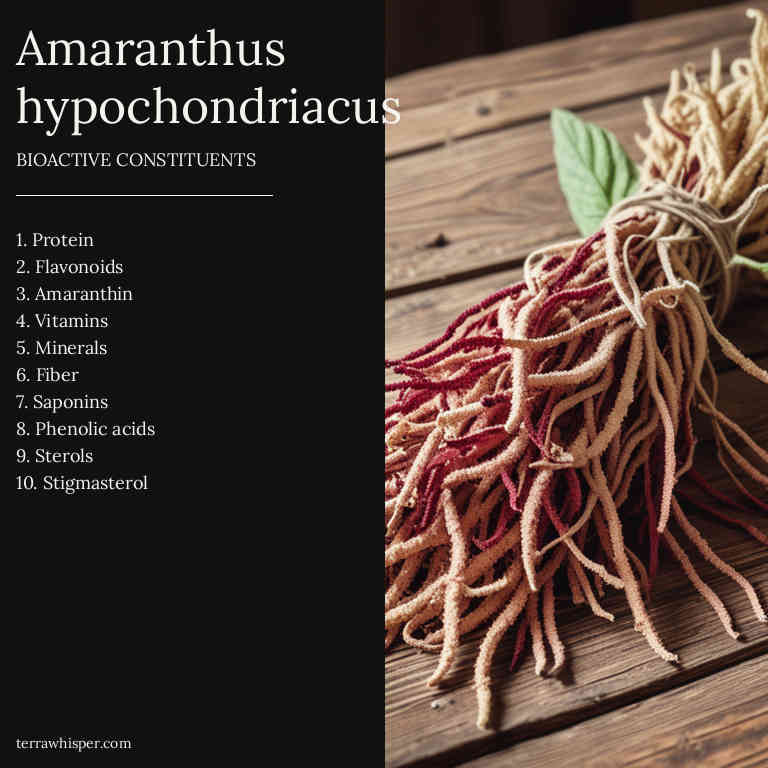 Amaranthus
hypochondriacus
BIOACTIVE CONSTITUENTS
1. Protein
2. Flavonoids
3. Amaranthin
4. Vitamins
5. Minerals
6. Fiber
7. Saponins
8. Phenolic acids
9. Sterols
10. Stigmasterol
terrawhisper.com